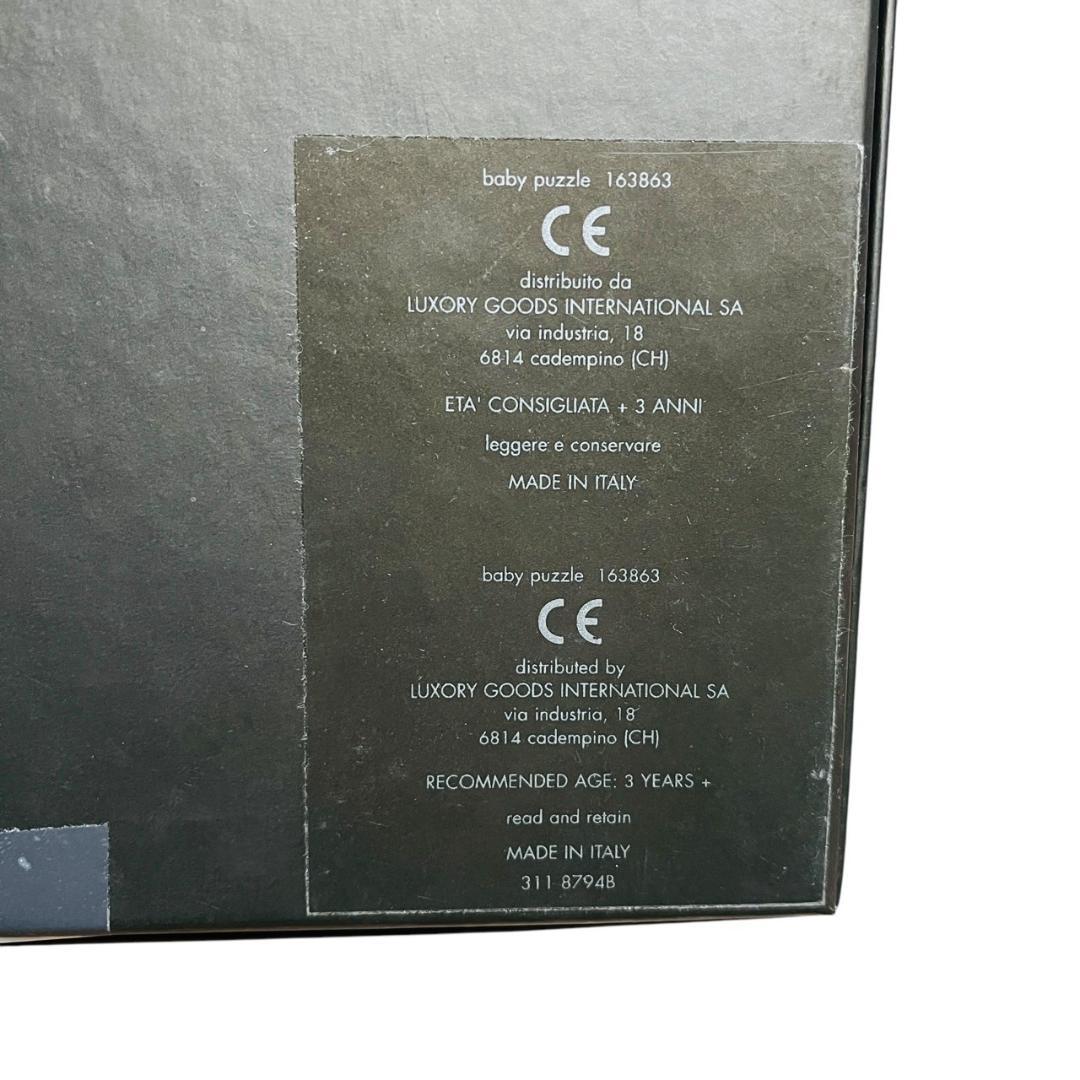 baby puzzle 163863
CE
distribuito da
LUXORY GOODS INTERNATIONAL SA
via industria, 18
6814 cadempino (CH)
ETA' CONSIGLIATA + 3 ANNI
leggere e conservare
MADE IN ITALY
baby puzzle 163863
CE
distributed by
LUXORY GOODS INTERNATIONAL SA
via industria, 18
6814 cadempino (CH)
RECOMMENDED AGE: 3 YEARS +
read and retain
MADE IN ITALY
311 8794B